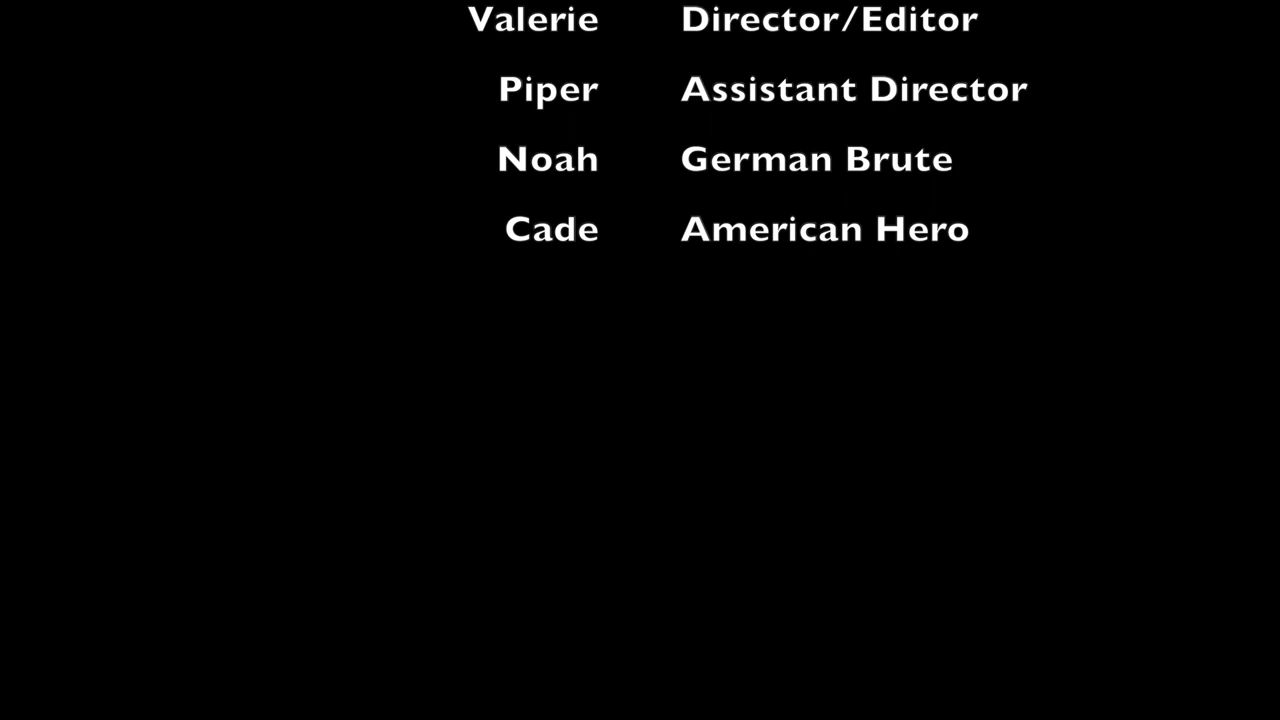 Valerie Director/Editor
Piper Assistant Director
Noah German Brute
Cade American Hero